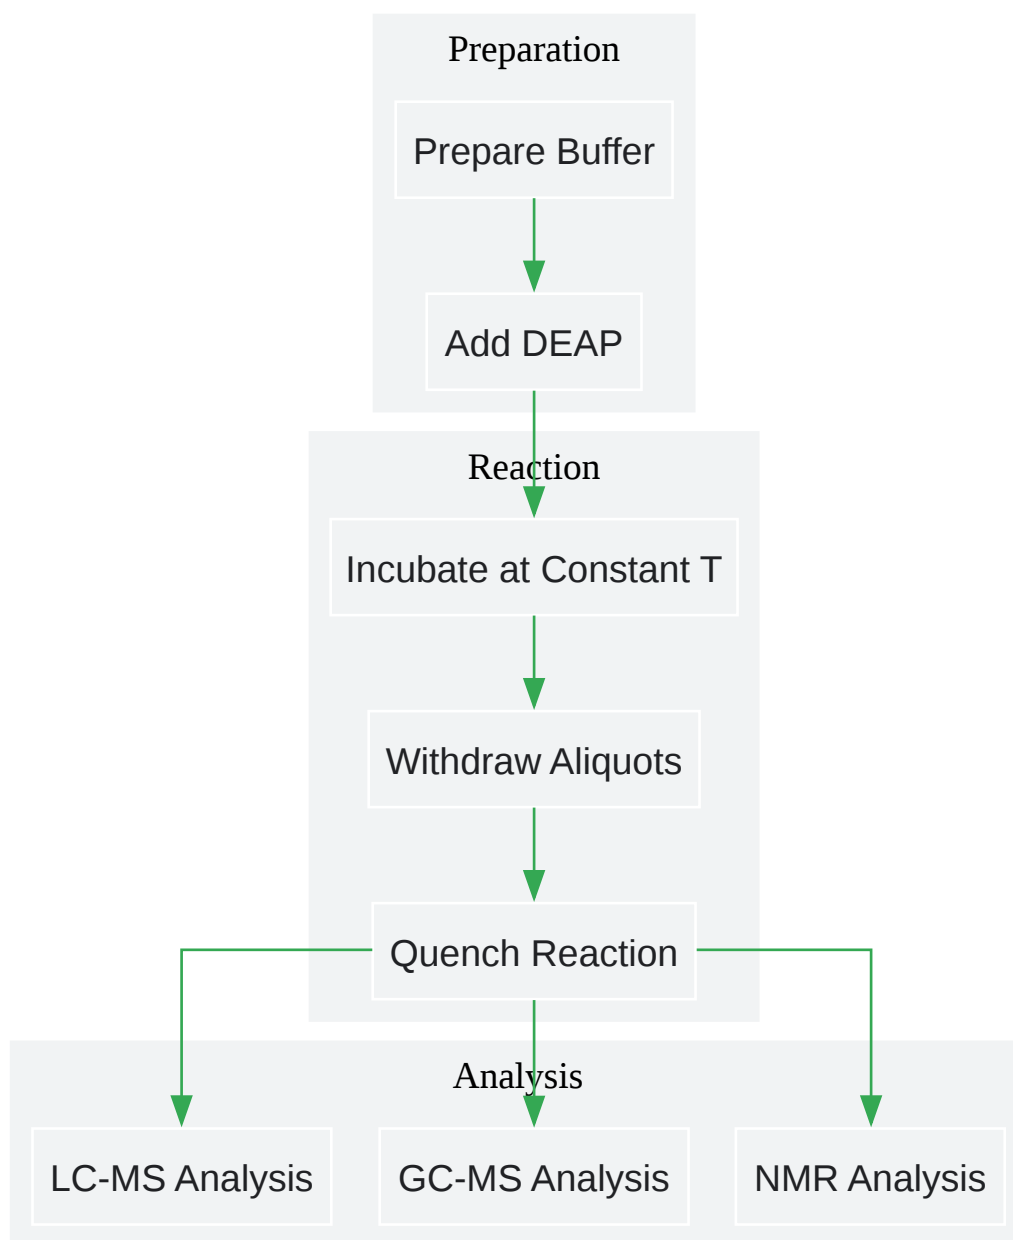 Preparation
Prepare Buffer
Add DEAP
Reaction
Incubate at Constant T
Withdraw Aliquots
Quench Reaction
Analysis
LC-MS Analysis
GC-MS Analysis
NMR Analysis